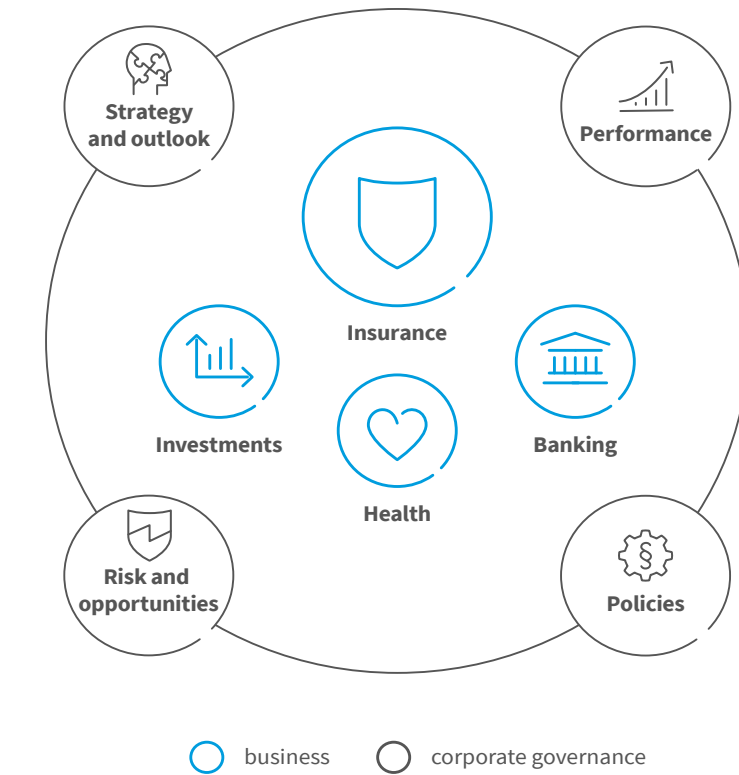 Strategy
and outlook
Performance
Insurance
Investments
Banking
Health
Risk and
opportunities
§
Policies
business
corporate governance